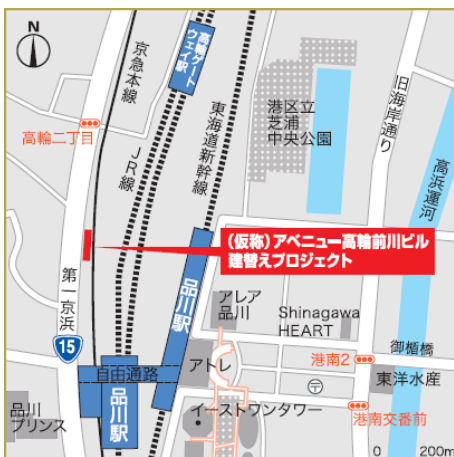 N
京急本線
高輪ゲート
ウェイ駅
東海道新幹線
JR線
高輪二丁目
港区立
芝浦
中央公園
旧海岸通り
高浜運河
(仮称)アベニュー高輪前川ビル
建替えプロジェクト
第一京浜
15
品川駅
アレア
品川
Shinagawa
HEART
港南2
御楯橋
自由通路
アトレ
品川駅
品川
プリンス
イーストワンタワー
〒
東洋水産
港南交番前
0 200m